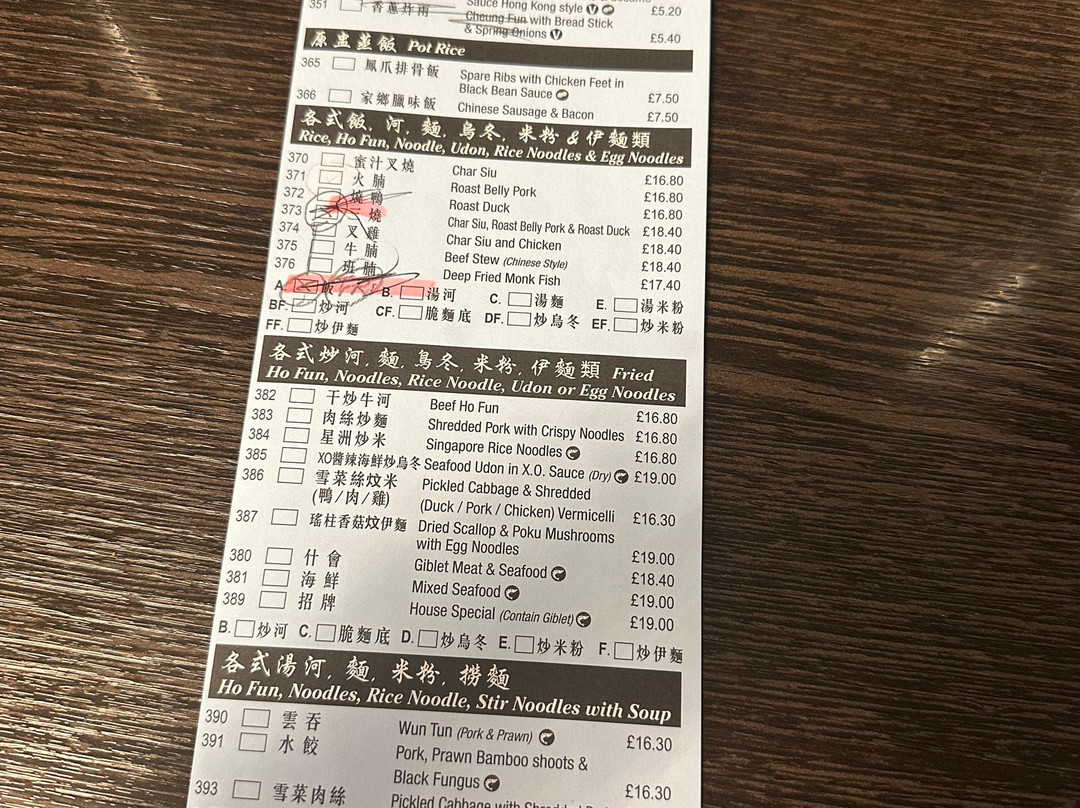 351 香蔥炸兩 Sauce Hong Kong style £5.20
Cheung Fun with Bread Stick
& Spring Onions £5.40
原盅蒸飯 Pot Rice
365 鳳爪排骨飯 Spare Ribs with Chicken Feet in
Black Bean Sauce £7.50
366 家鄉臘味飯 Chinese Sausage & Bacon £7.50
各式飯, 河, 麵, 烏冬, 米粉 & 伊麵類
Rice, Ho Fun, Noodle, Udon, Rice Noodles & Egg Noodles
370 蜜汁叉燒 Char Siu £16.80
371 火腩 Roast Belly Pork £16.80
372 燒鴨 Roast Duck £16.80
373 三燒 Char Siu, Roast Belly Pork & Roast Duck £18.40
374 叉雞 Char Siu and Chicken £18.40
375 牛腩 Beef Stew (Chinese Style) £18.40
376 班腩 Deep Fried Monk Fish £17.40
A. 飯 B. 湯河 C. 湯麵 E. 湯米粉
BF. 炒河 CF. 脆麵底 DF. 炒烏冬 EF. 炒米粉
FF. 炒伊麵
各式炒河, 麵, 烏冬, 米粉, 伊麵類 Fried
Ho Fun, Noodles, Rice Noodle, Udon or Egg Noodles
382 干炒牛河 Beef Ho Fun £16.80
383 肉絲炒麵 Shredded Pork with Crispy Noodles £16.80
384 星洲炒米 Singapore Rice Noodles £16.80
385 XO醬辣海鮮炒烏冬 Seafood Udon in X.O. Sauce (Dry) £19.00
386 雪菜絲炆米 Pickled Cabbage & Shredded
(鴨/肉/雞) (Duck / Pork / Chicken) Vermicelli £16.30
387 瑤柱香菇炆伊麵 Dried Scallop & Poku Mushrooms
with Egg Noodles £19.00
380 什會 Giblet Meat & Seafood £18.40
381 海鮮 Mixed Seafood £19.00
389 招牌 House Special (Contain Giblet) £19.00
B. 炒河 C. 脆麵底 D. 炒烏冬 E. 炒米粉 F. 炒伊麵
各式湯河, 麵, 米粉, 撈麵
Ho Fun, Noodles, Rice Noodle, Stir Noodles with Soup
390 雲吞 Wun Tun (Pork & Prawn) £16.30
391 水餃 Pork, Prawn Bamboo shoots &
Black Fungus £16.30
393 雪菜肉絲 Pickled Cabbage with